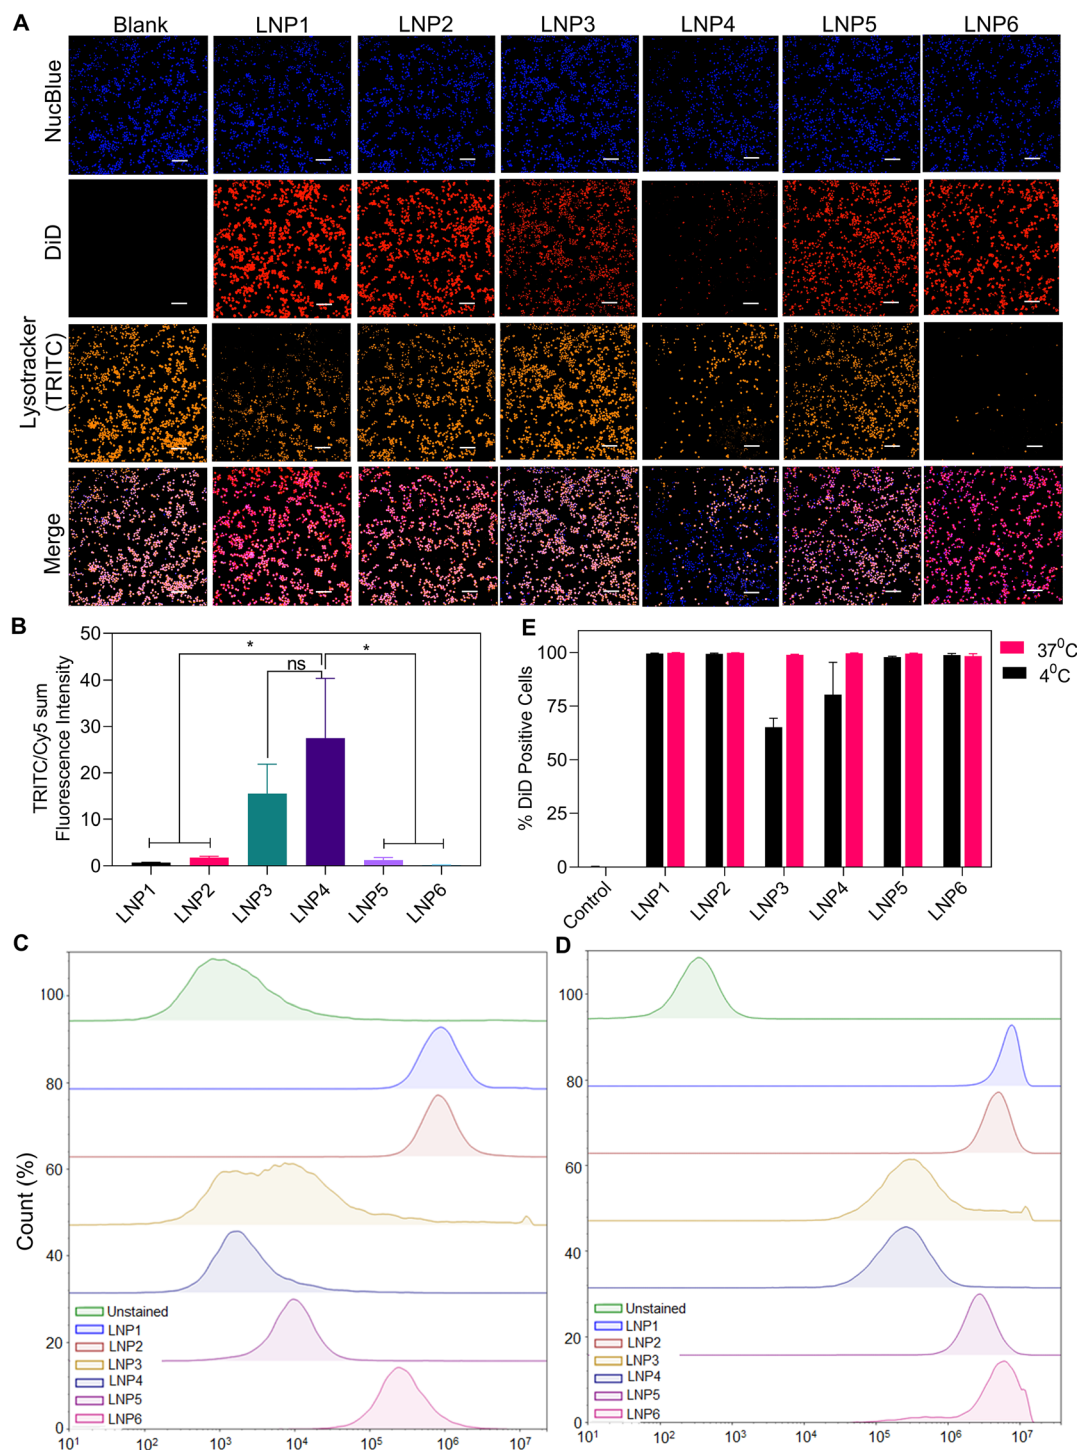 A
Blank LNP1 LNP2 LNP3 LNP4 LNP5 LNP6
NucBlue
DiD
Lysotracker
(TRITC)
Merge
B
TRITC/Cy5 sum
Fluorescence Intensity
50
40
30
20
10
0
* ns *
LNP1 LNP2 LNP3 LNP4 LNP5 LNP6
E
% DiD Positive Cells
100
75
50
25
0
37⁰C
4⁰C
Control LNP1 LNP2 LNP3 LNP4 LNP5 LNP6
C
Count (%)
100
80
60
40
20
0
Unstained
LNP1
LNP2
LNP3
LNP4
LNP5
LNP6
10¹ 10² 10³ 10⁴ 10⁵ 10⁶ 10⁷
D
100
80
60
40
20
0
Unstained
LNP1
LNP2
LNP3
LNP4
LNP5
LNP6
10¹ 10² 10³ 10⁴ 10⁵ 10⁶ 10⁷